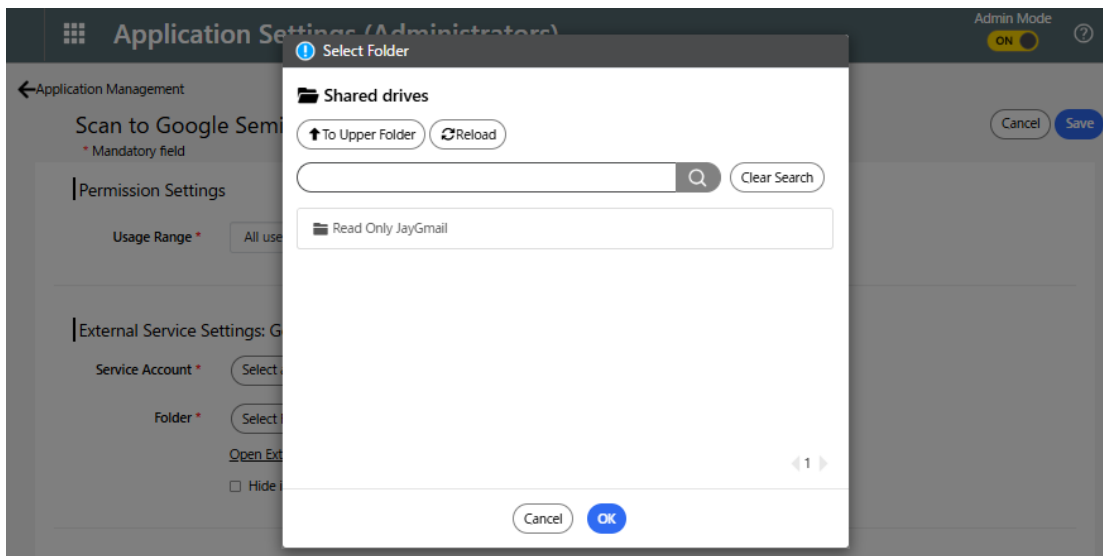 Application Settings (Administrators)
Admin Mode
ON
?
Select Folder
Application Management
Shared drives
Scan to Google Semi
Cancel
Save
* Mandatory field
To Upper Folder
Reload
Clear Search
Permission Settings
Usage Range *
All use
Read Only JayGmail
External Service Settings: G
Service Account *
Select
Folder *
Select
Open Ext
Hide i
1
Cancel
OK